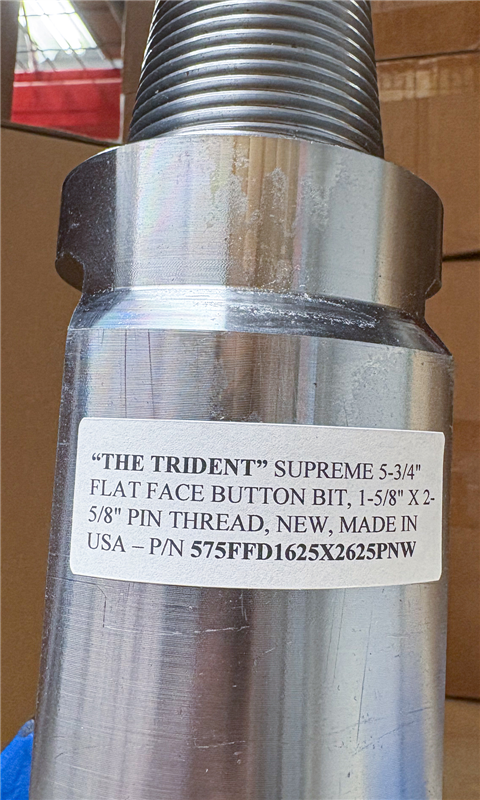 “THE TRIDENT” SUPREME 5-3/4"
FLAT FACE BUTTON BIT, 1-5/8" X 2-
5/8" PIN THREAD, NEW, MADE IN
USA – P/N 575FFD1625X2625PNW